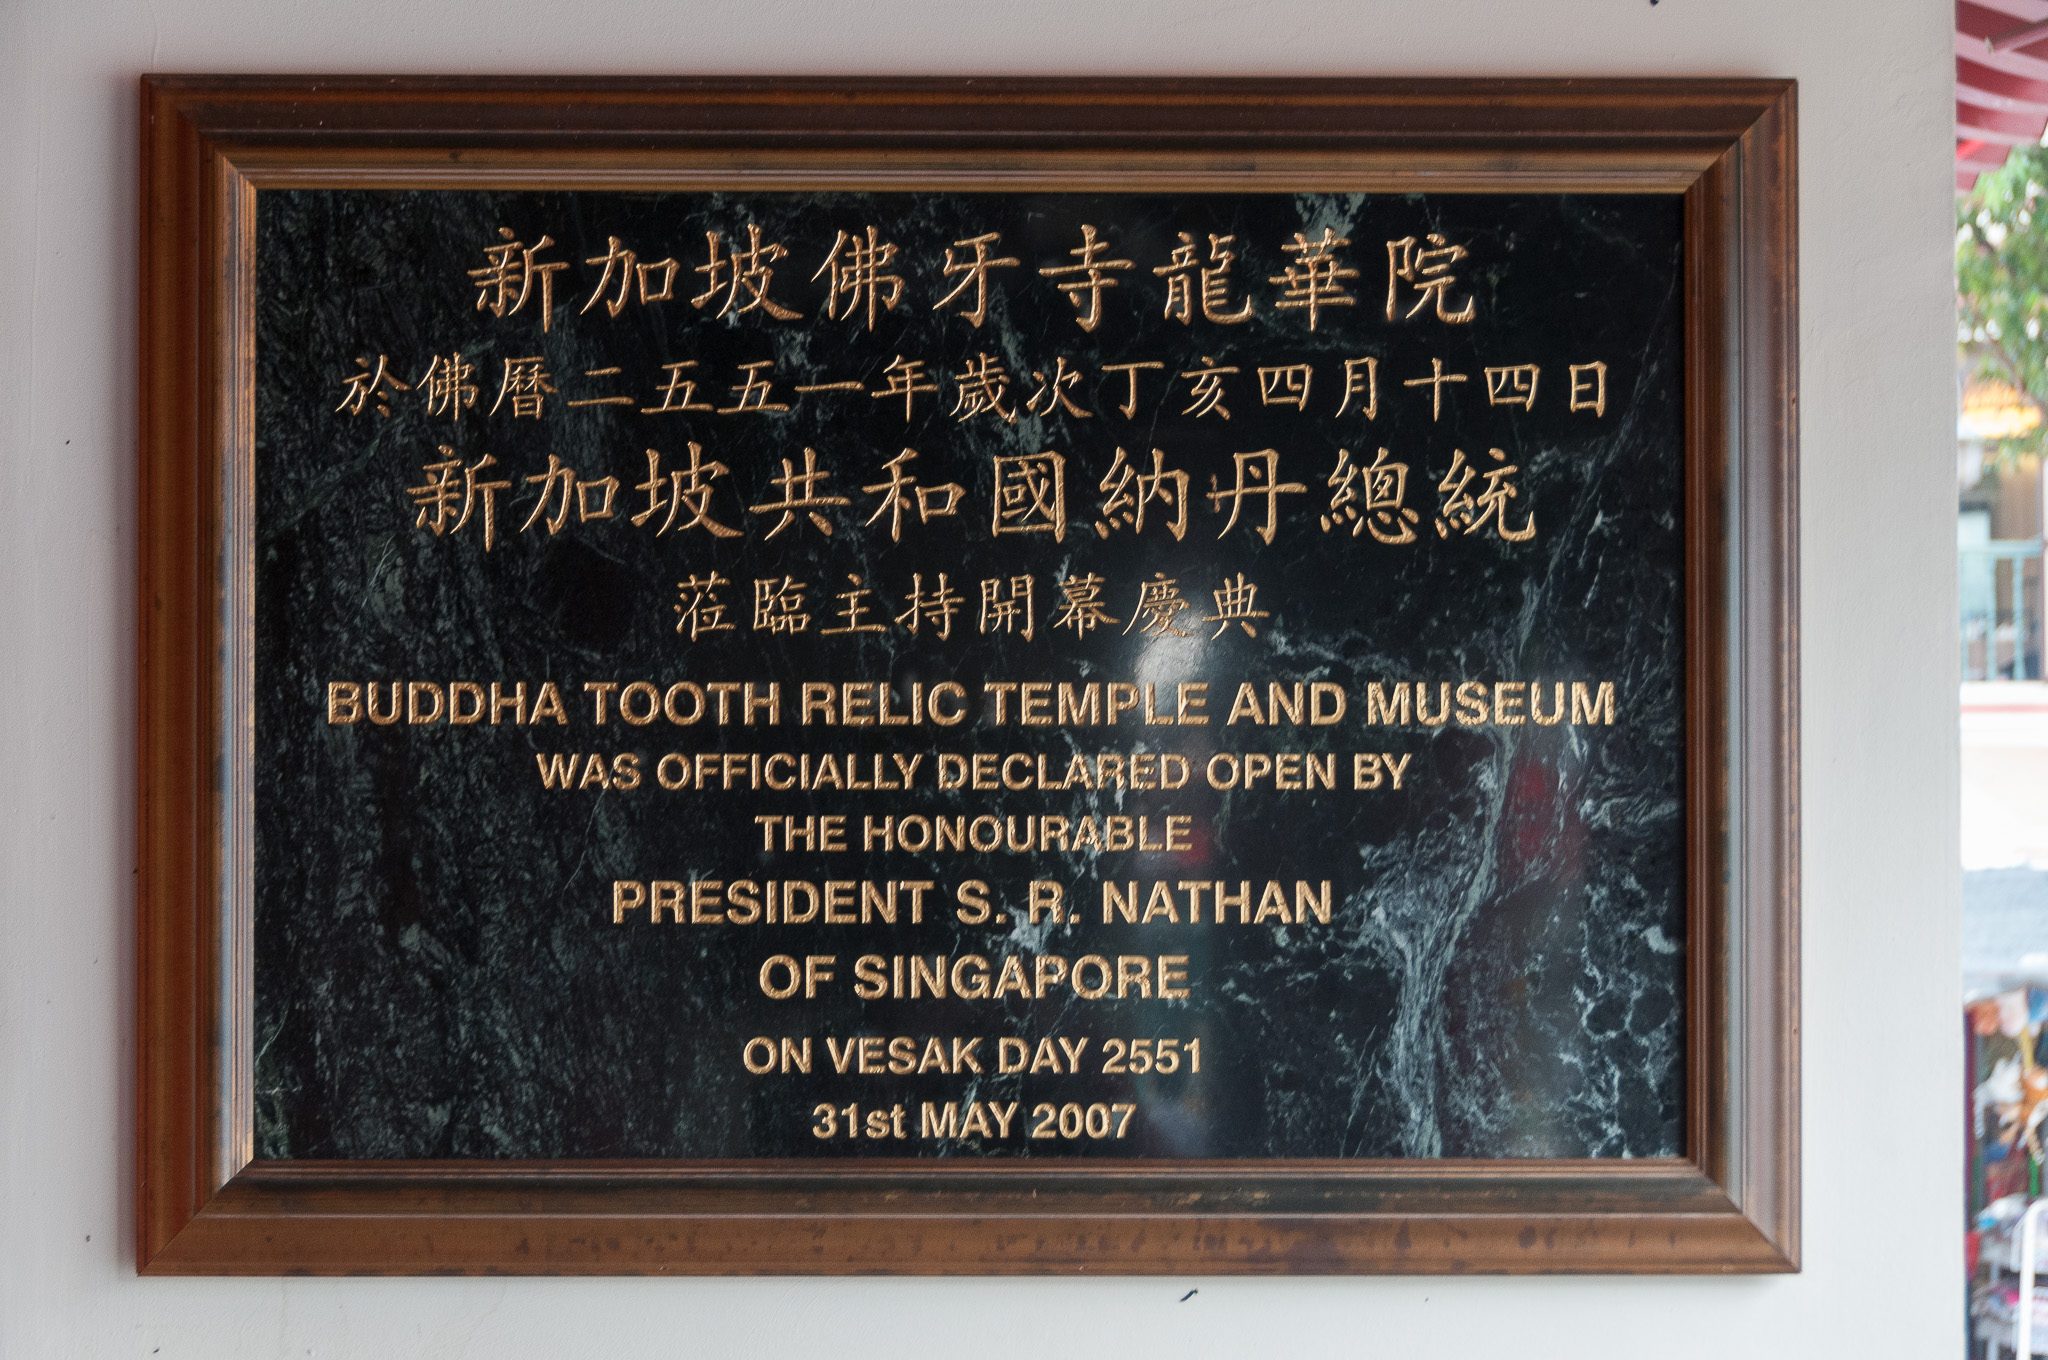 新加坡佛牙寺龍華院
於佛曆二五五一年歲次丁亥四月十四日
新加坡共和國納丹總統
蒞臨主持開幕慶典
BUDDHA TOOTH RELIC TEMPLE AND MUSEUM
WAS OFFICIALLY DECLARED OPEN BY
THE HONOURABLE
PRESIDENT S. R. NATHAN
OF SINGAPORE
ON VESAK DAY 2551
31st MAY 2007